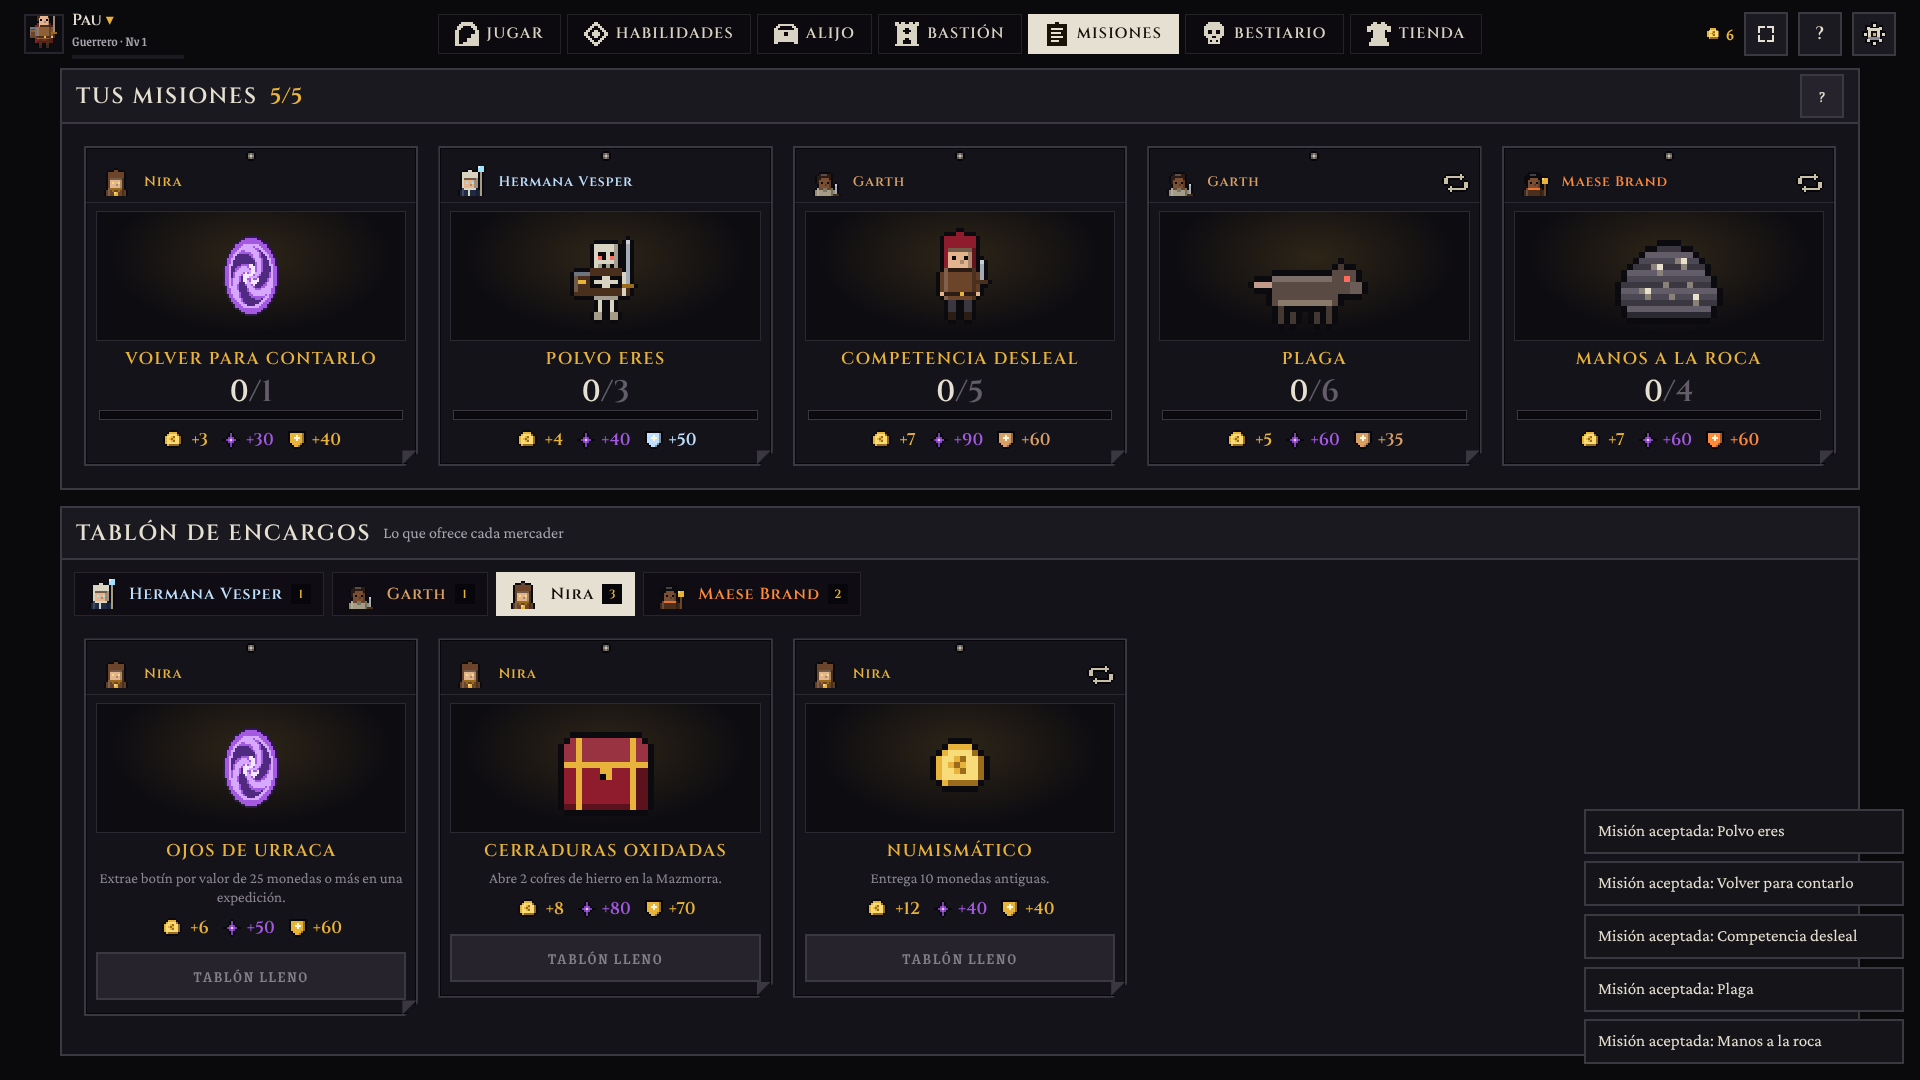 PAU
Guerrero · Nv 1
JUGAR
HABILIDADES
ALIJO
BASTIÓN
MISIONES
BESTIARIO
TIENDA
6
?
TUS MISIONES 5/5
?
NIRA
VOLVER PARA CONTARLO
0/1
+3 +30 +40
HERMANA VESPER
POLVO ERES
0/3
+4 +40 +50
GARTH
COMPETENCIA DESLEAL
0/5
+7 +90 +60
GARTH
PLAGA
0/6
+5 +60 +35
MAESE BRAND
MANOS A LA ROCA
0/4
+7 +60 +60
TABLÓN DE ENCARGOS Lo que ofrece cada mercader
HERMANA VESPER 1
GARTH 1
NIRA 3
MAESE BRAND 2
NIRA
OJOS DE URRACA
Extrae botín por valor de 25 monedas o más en una
expedición.
+6 +50 +60
TABLÓN LLENO
NIRA
CERRADURAS OXIDADAS
Abre 2 cofres de hierro en la Mazmorra.
+8 +80 +70
TABLÓN LLENO
NIRA
NUMISMÁTICO
Entrega 10 monedas antiguas.
+12 +40 +40
TABLÓN LLENO
Misión aceptada: Polvo eres
Misión aceptada: Volver para contarlo
Misión aceptada: Competencia desleal
Misión aceptada: Plaga
Misión aceptada: Manos a la roca